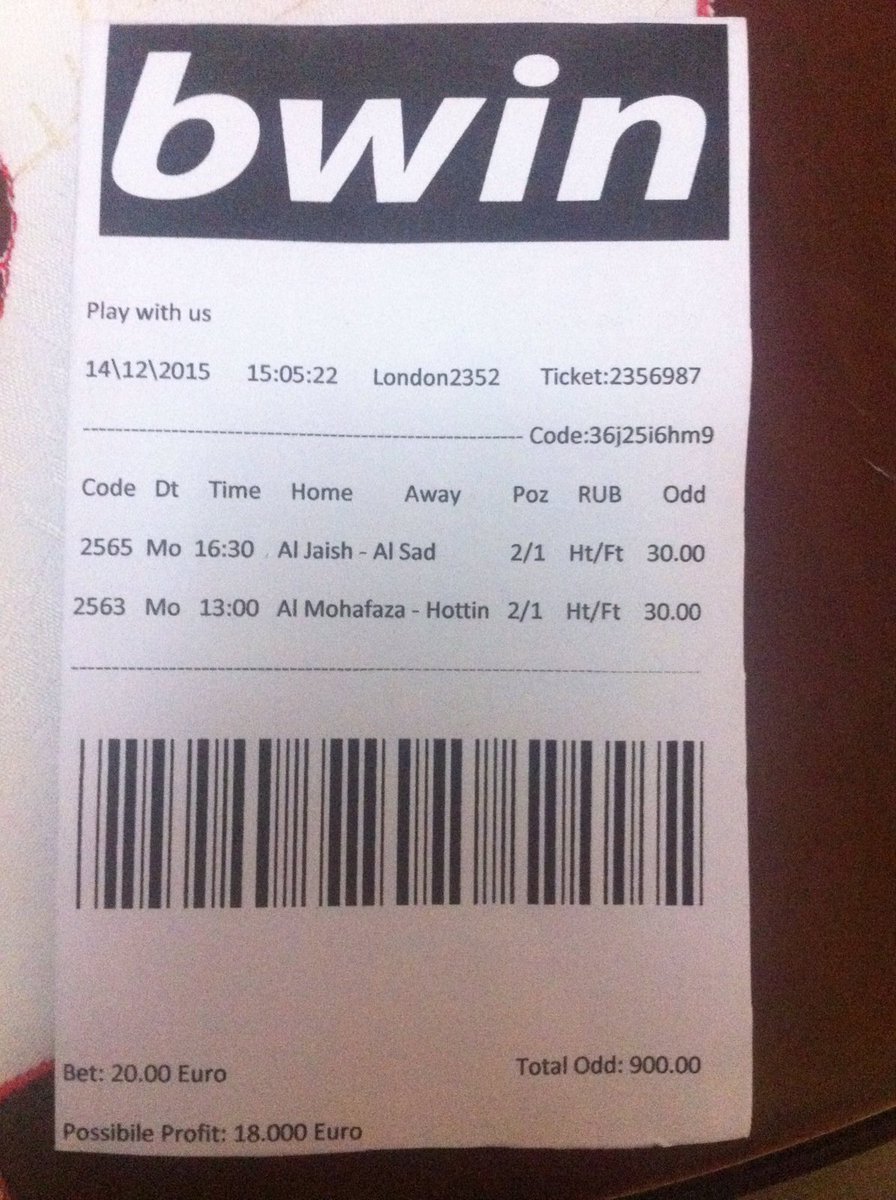 bwin
Play with us
14\12\2015 15:05:22 London2352 Ticket:2356987
------------------------------------------------------- Code:36j25i6hm9
Code Dt Time Home Away Poz RUB Odd
2565 Mo 16:30 Al Jaish - Al Sad 2/1 Ht/Ft 30.00
2563 Mo 13:00 Al Mohafaza - Hottin 2/1 Ht/Ft 30.00
Bet: 20.00 Euro Total Odd: 900.00
Possibile Profit: 18.000 Euro